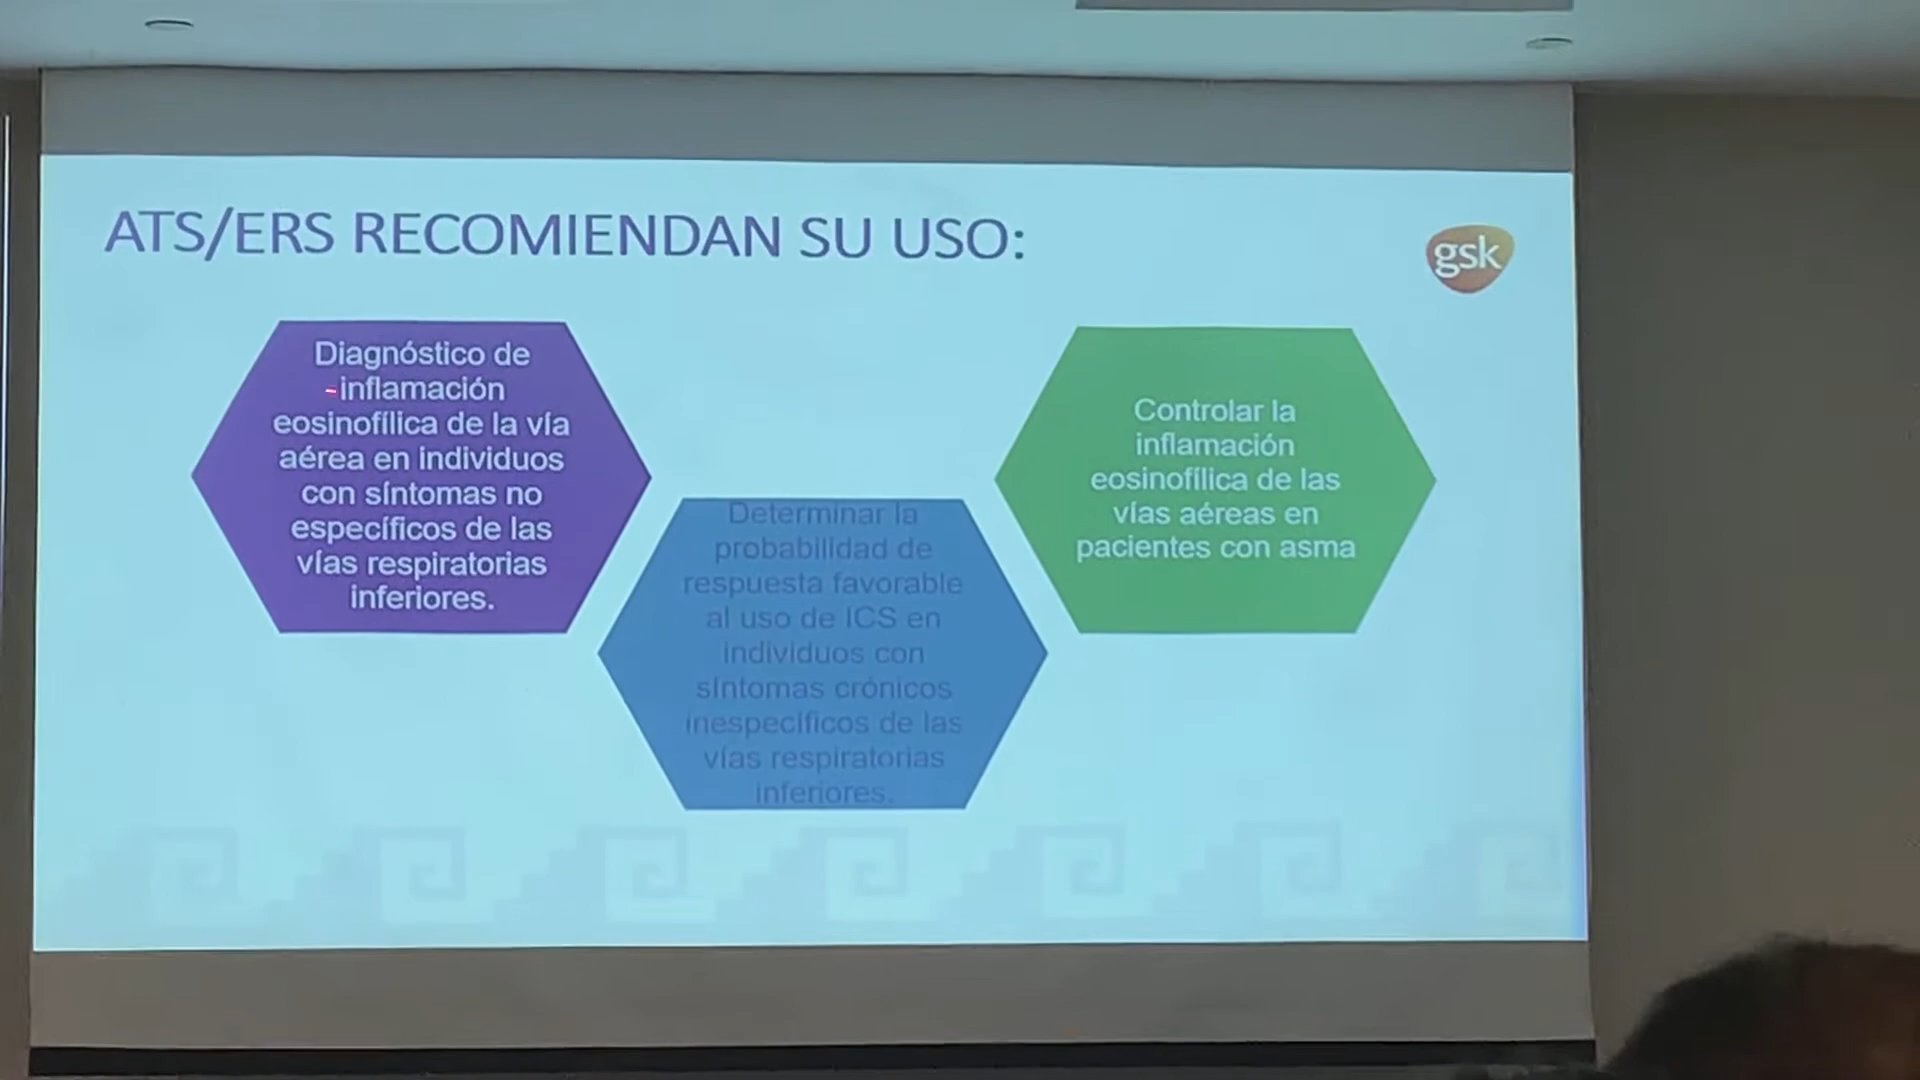 ATS/ERS RECOMIENDAN SU USO:
gsk
Diagnóstico de
inflamación
eosinofílica de la vía
aérea en individuos
con síntomas no
específicos de las
vías respiratorias
inferiores.
Determinar la
probabilidad de
respuesta favorable
al uso de ICS en
individuos con
síntomas crónicos
inespecíficos de las
vías respiratorias
inferiores.
Controlar la
inflamación
eosinofílica de las
vías aéreas en
pacientes con asma